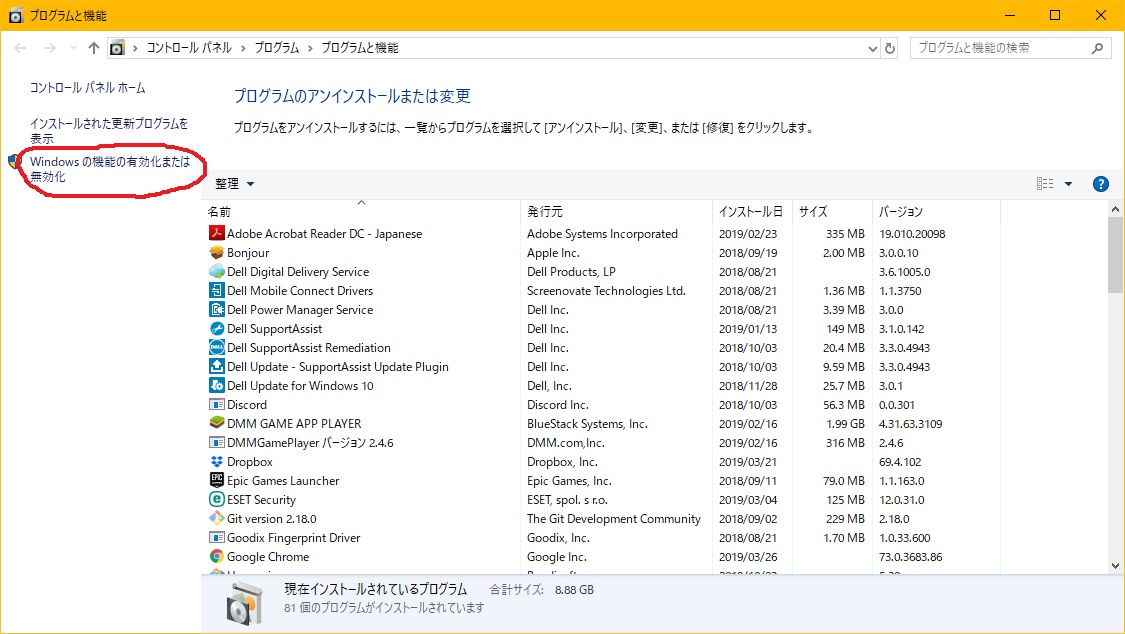 プログラムと機能
コントロール パネル › プログラム › プログラムと機能
プログラムと機能の検索
コントロール パネル ホーム
インストールされた更新プログラムを
表示
Windows の機能の有効化または
無効化
プログラムのアンインストールまたは変更
プログラムをアンインストールするには、一覧からプログラムを選択して [アンインストール]、[変更]、または [修復] をクリックします。
整理
名前 発行元 インストール日 サイズ バージョン
Adobe Acrobat Reader DC - Japanese Adobe Systems Incorporated 2019/02/23 335 MB 19.010.20098
Bonjour Apple Inc. 2018/09/19 2.00 MB 3.0.0.10
Dell Digital Delivery Service Dell Products, LP 2018/08/21 3.6.1005.0
Dell Mobile Connect Drivers Screenovate Technologies Ltd. 2018/08/21 1.36 MB 1.1.3750
Dell Power Manager Service Dell Inc. 2018/08/21 3.39 MB 3.0.0
Dell SupportAssist Dell Inc. 2019/01/13 149 MB 3.1.0.142
Dell SupportAssist Remediation Dell Inc. 2018/10/03 20.4 MB 3.3.0.4943
Dell Update - SupportAssist Update Plugin Dell Inc. 2018/10/03 9.59 MB 3.3.0.4943
Dell Update for Windows 10 Dell, Inc. 2018/11/28 25.7 MB 3.0.1
Discord Discord Inc. 2018/10/03 56.3 MB 0.0.301
DMM GAME APP PLAYER BlueStack Systems, Inc. 2019/02/16 1.99 GB 4.31.63.3109
DMMGamePlayer バージョン 2.4.6 DMM.com,Inc. 2019/02/16 316 MB 2.4.6
Dropbox Dropbox, Inc. 2019/03/21 69.4.102
Epic Games Launcher Epic Games, Inc. 2018/09/11 79.0 MB 1.1.163.0
ESET Security ESET, spol. s r.o. 2019/03/04 125 MB 12.0.31.0
Git version 2.18.0 The Git Development Community 2018/09/02 229 MB 2.18.0
Goodix Fingerprint Driver Goodix, Inc. 2018/08/21 1.70 MB 1.0.33.600
Google Chrome Google Inc. 2019/03/26 73.0.3683.86
現在インストールされているプログラム 合計サイズ: 8.88 GB
81 個のプログラムがインストールされています